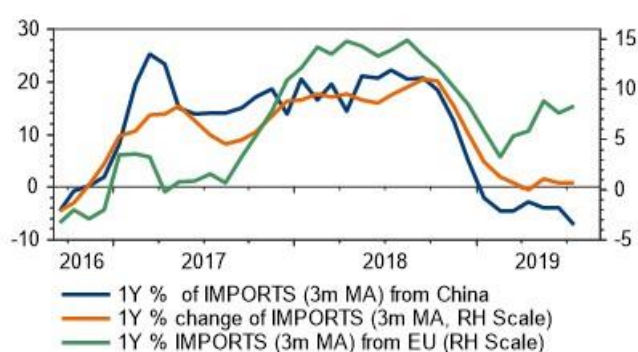 30
20
10
0
-10
15
10
5
0
-5
2016 2017 2018 2019
1Y % of IMPORTS (3m MA) from China
1Y % change of IMPORTS (3m MA, RH Scale)
1Y % IMPORTS (3m MA) from EU (RH Scale)